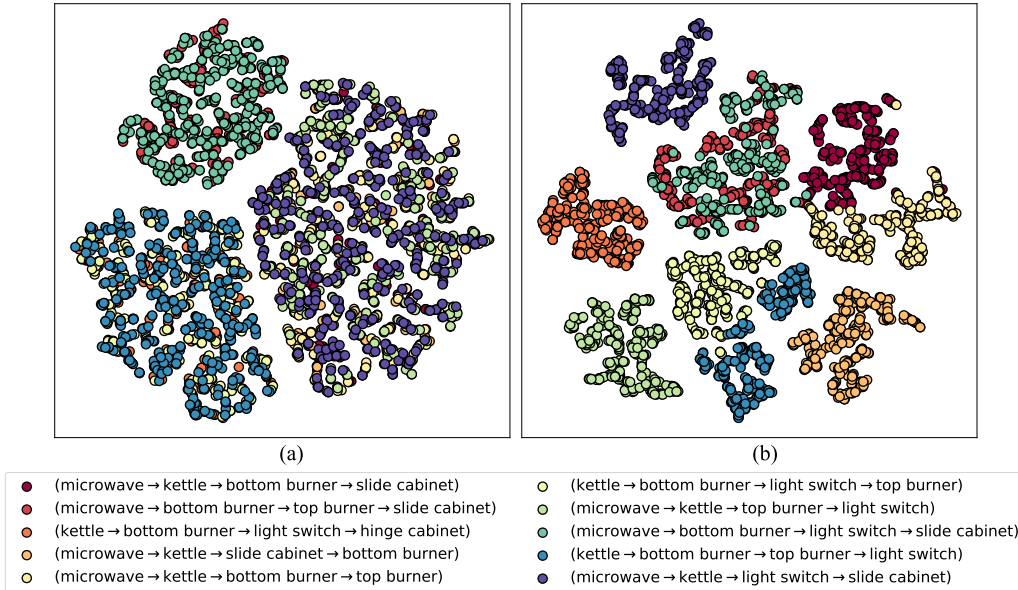 (a)
(b)
(microwave→kettle→bottom burner→slide cabinet)
(microwave→bottom burner→top burner→slide cabinet)
(kettle→bottom burner→light switch→hinge cabinet)
(microwave→kettle→slide cabinet→bottom burner)
(microwave→kettle→bottom burner→top burner)
(kettle→bottom burner→light switch→top burner)
(microwave→kettle→top burner→light switch)
(microwave→bottom burner→light switch→slide cabinet)
(kettle→bottom burner→top burner→light switch)
(microwave→kettle→light switch→slide cabinet)